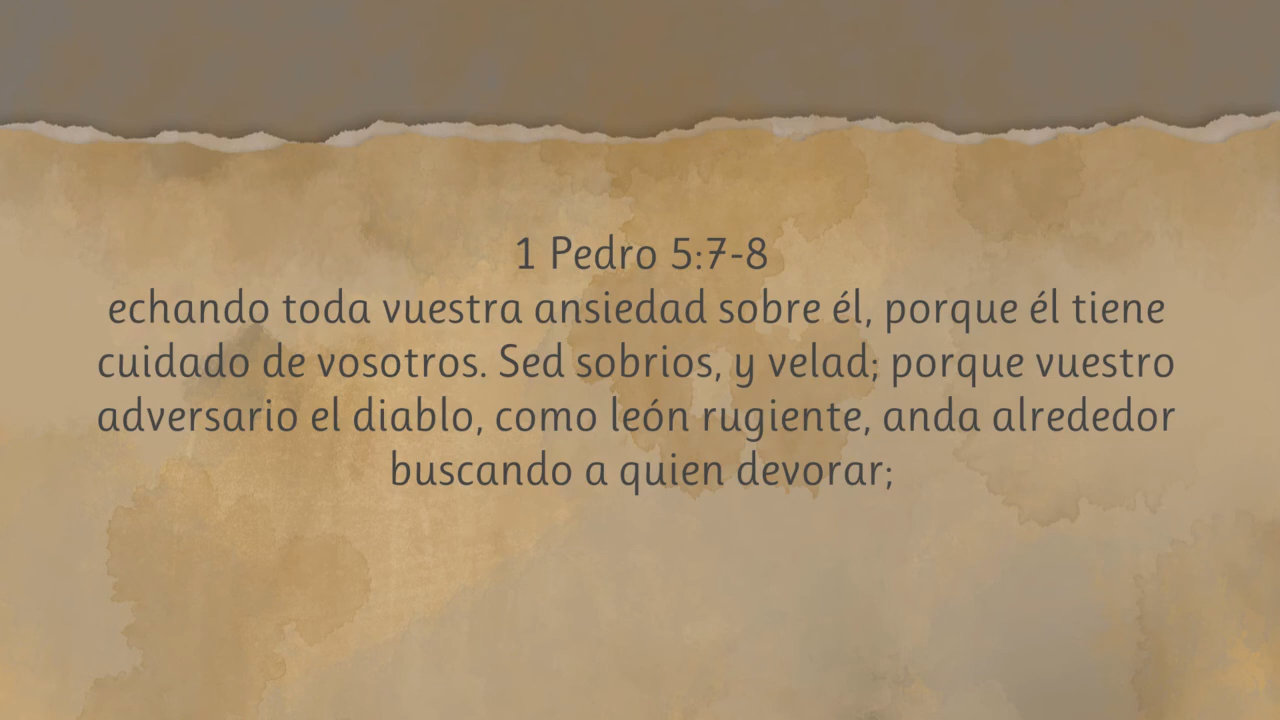 1 Pedro 5:7-8
echando toda vuestra ansiedad sobre él, porque él tiene
cuidado de vosotros. Sed sobrios, y velad; porque vuestro
adversario el diablo, como león rugiente, anda alrededor
buscando a quien devorar;